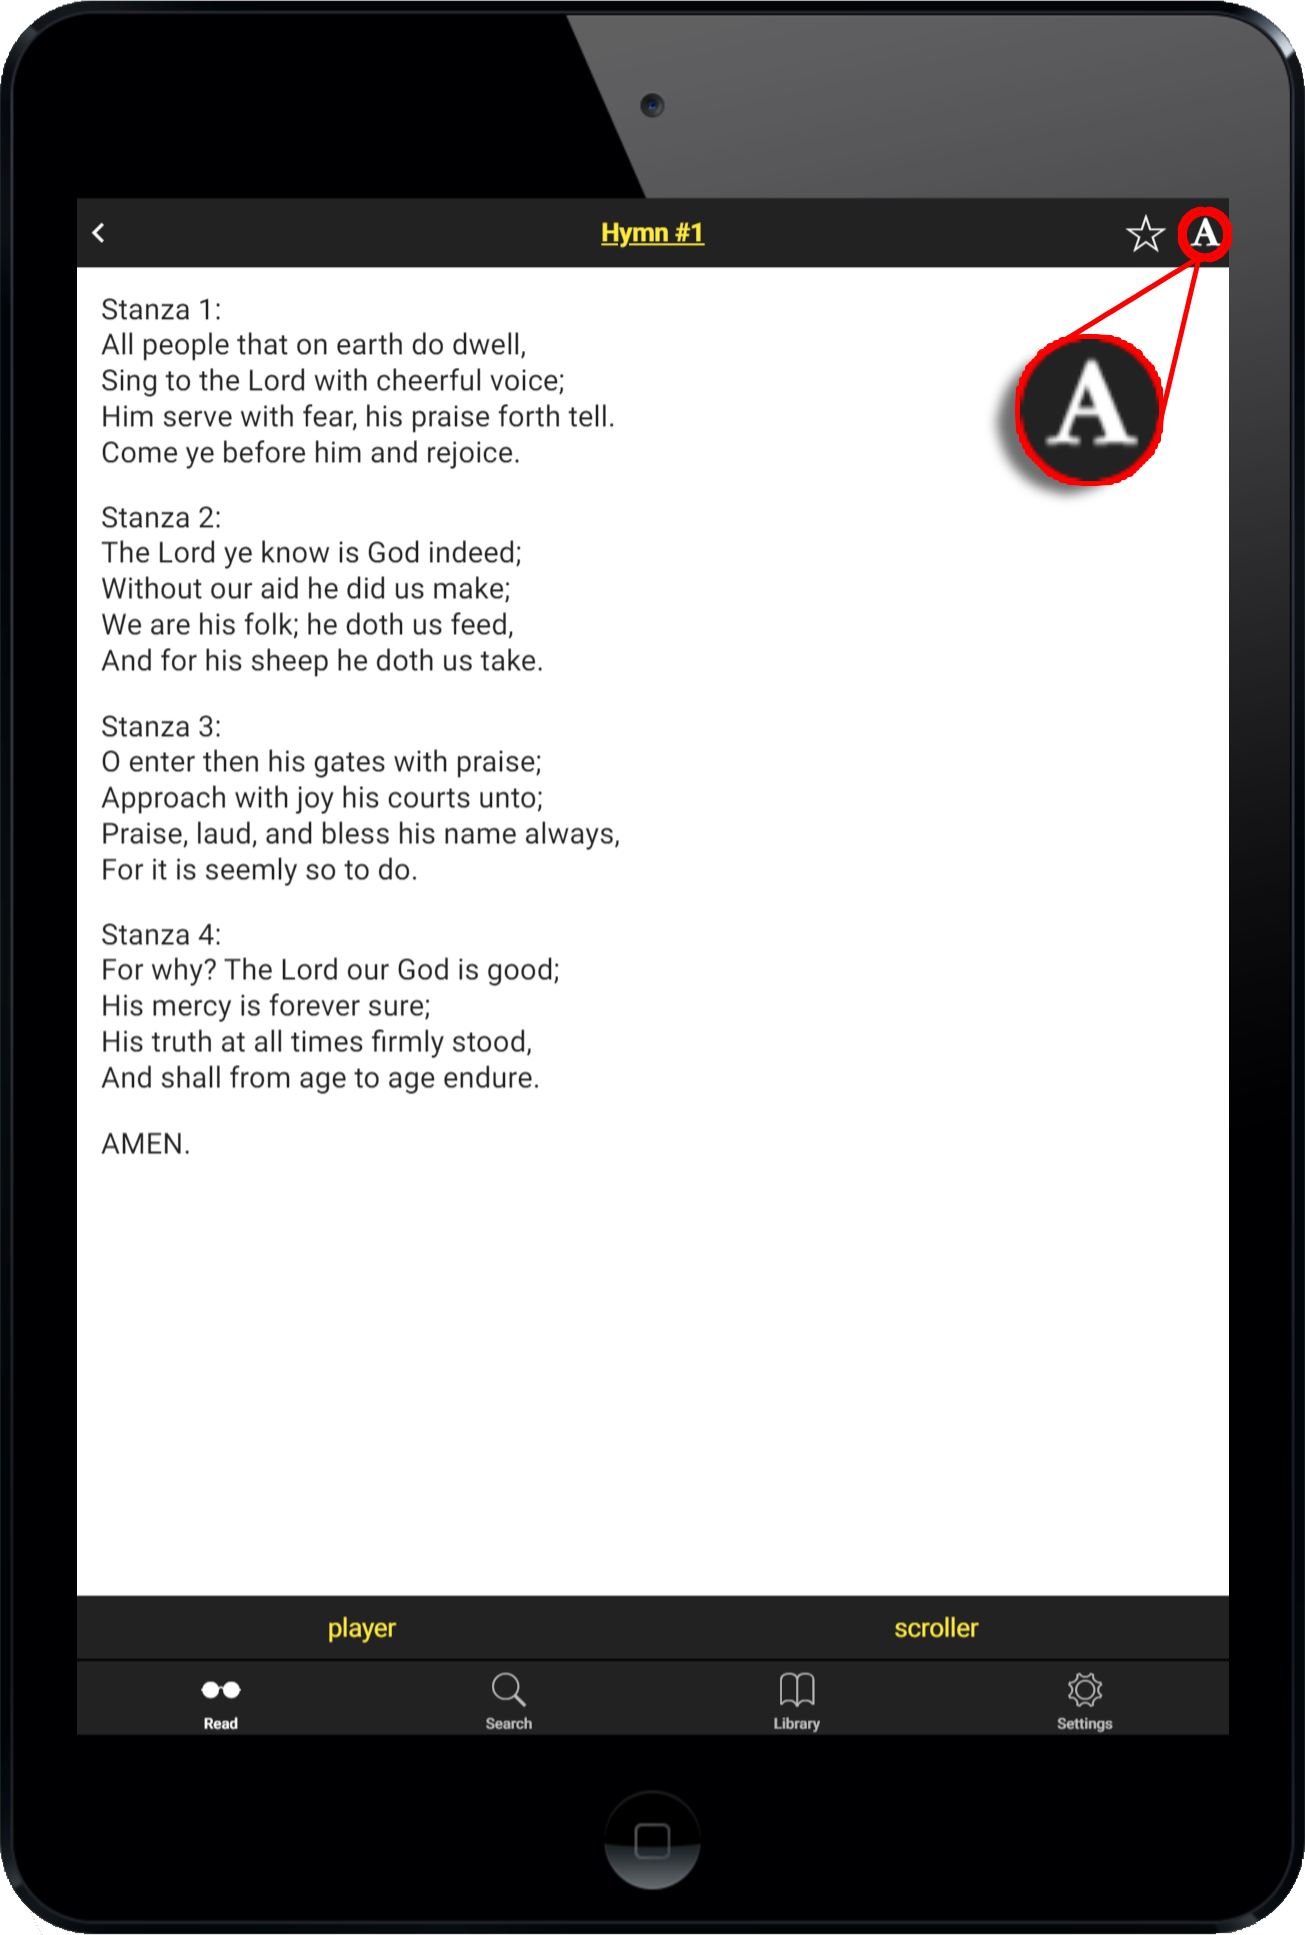 Hymn #1
A
A
Stanza 1:
All people that on earth do dwell,
Sing to the Lord with cheerful voice;
Him serve with fear, his praise forth tell.
Come ye before him and rejoice.
Stanza 2:
The Lord ye know is God indeed;
Without our aid he did us make;
We are his folk; he doth us feed,
And for his sheep he doth us take.
Stanza 3:
O enter then his gates with praise;
Approach with joy his courts unto;
Praise, laud, and bless his name always,
For it is seemly so to do.
Stanza 4:
For why? The Lord our God is good;
His mercy is forever sure;
His truth at all times firmly stood,
And shall from age to age endure.
AMEN.
player scroller
Read Search Library Settings